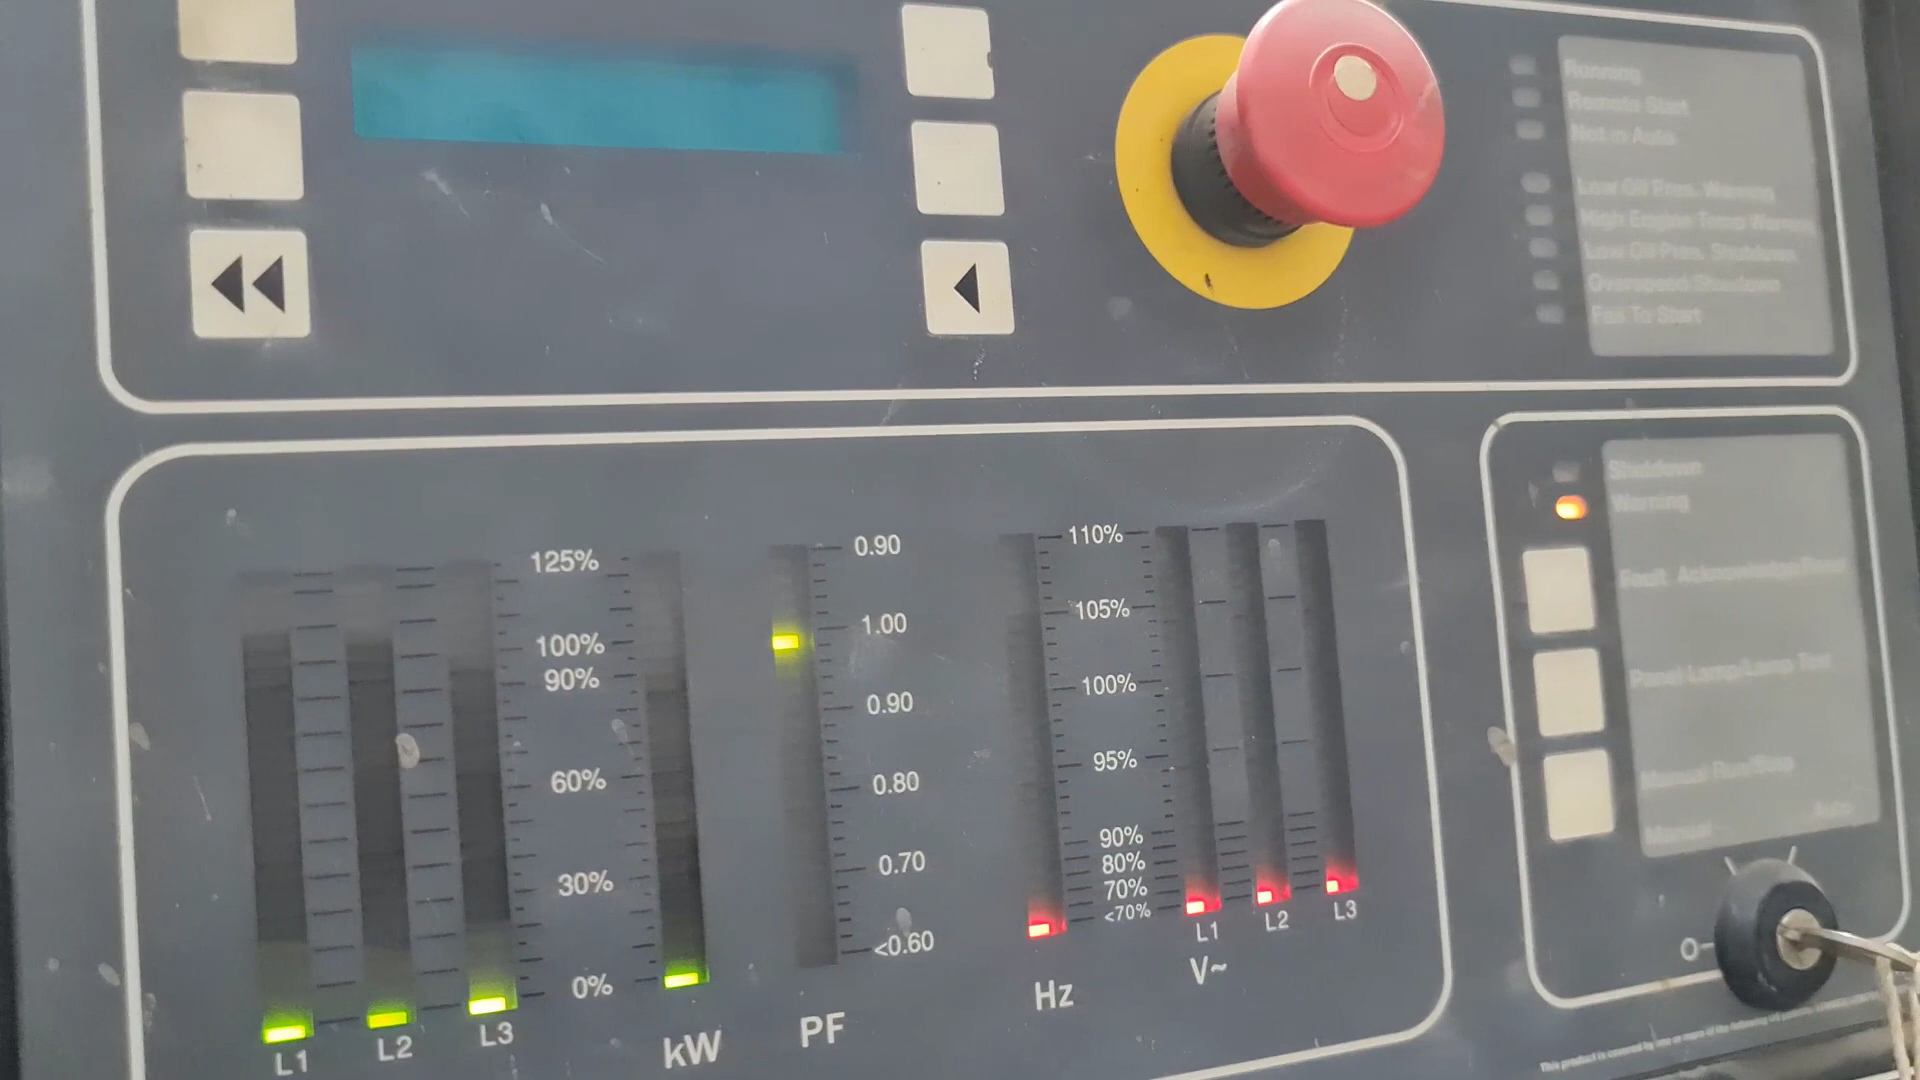 Running
Remote Start
Not in Auto
Low Oil Pres. Warning
High Engine Temp Warning
Low Oil Pres. Shutdown
Overspeed Shutdown
Fail To Start
Shutdown
Warning
Fault Acknowledge/Reset
Panel Lamp/Lamp Test
Manual Run/Stop
Auto
Manual
O
125%
100%
90%
60%
30%
0%
L1
L2
L3
kW
0.90
1.00
0.90
0.80
0.70
<0.60
PF
110%
105%
100%
95%
90%
80%
70%
<70%
Hz
L1
L2
L3
V~